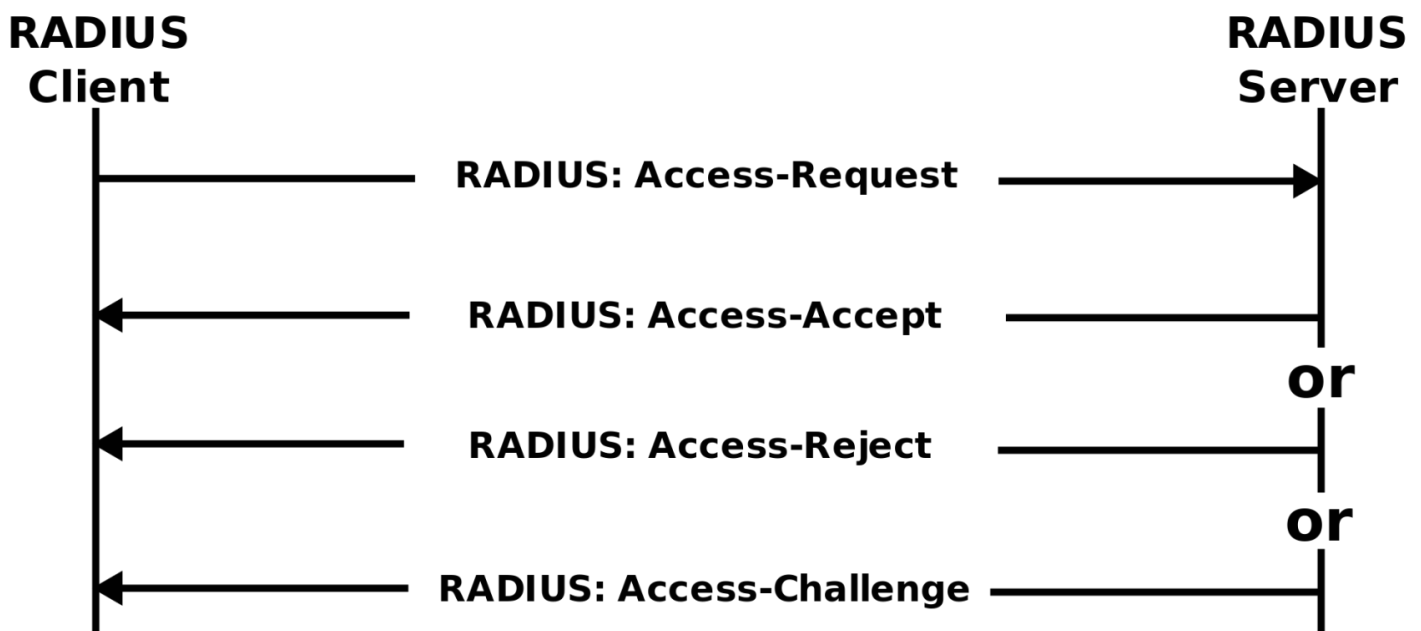 RADIUS
Client
RADIUS
Server
RADIUS: Access-Request
RADIUS: Access-Accept
or
RADIUS: Access-Reject
or
RADIUS: Access-Challenge